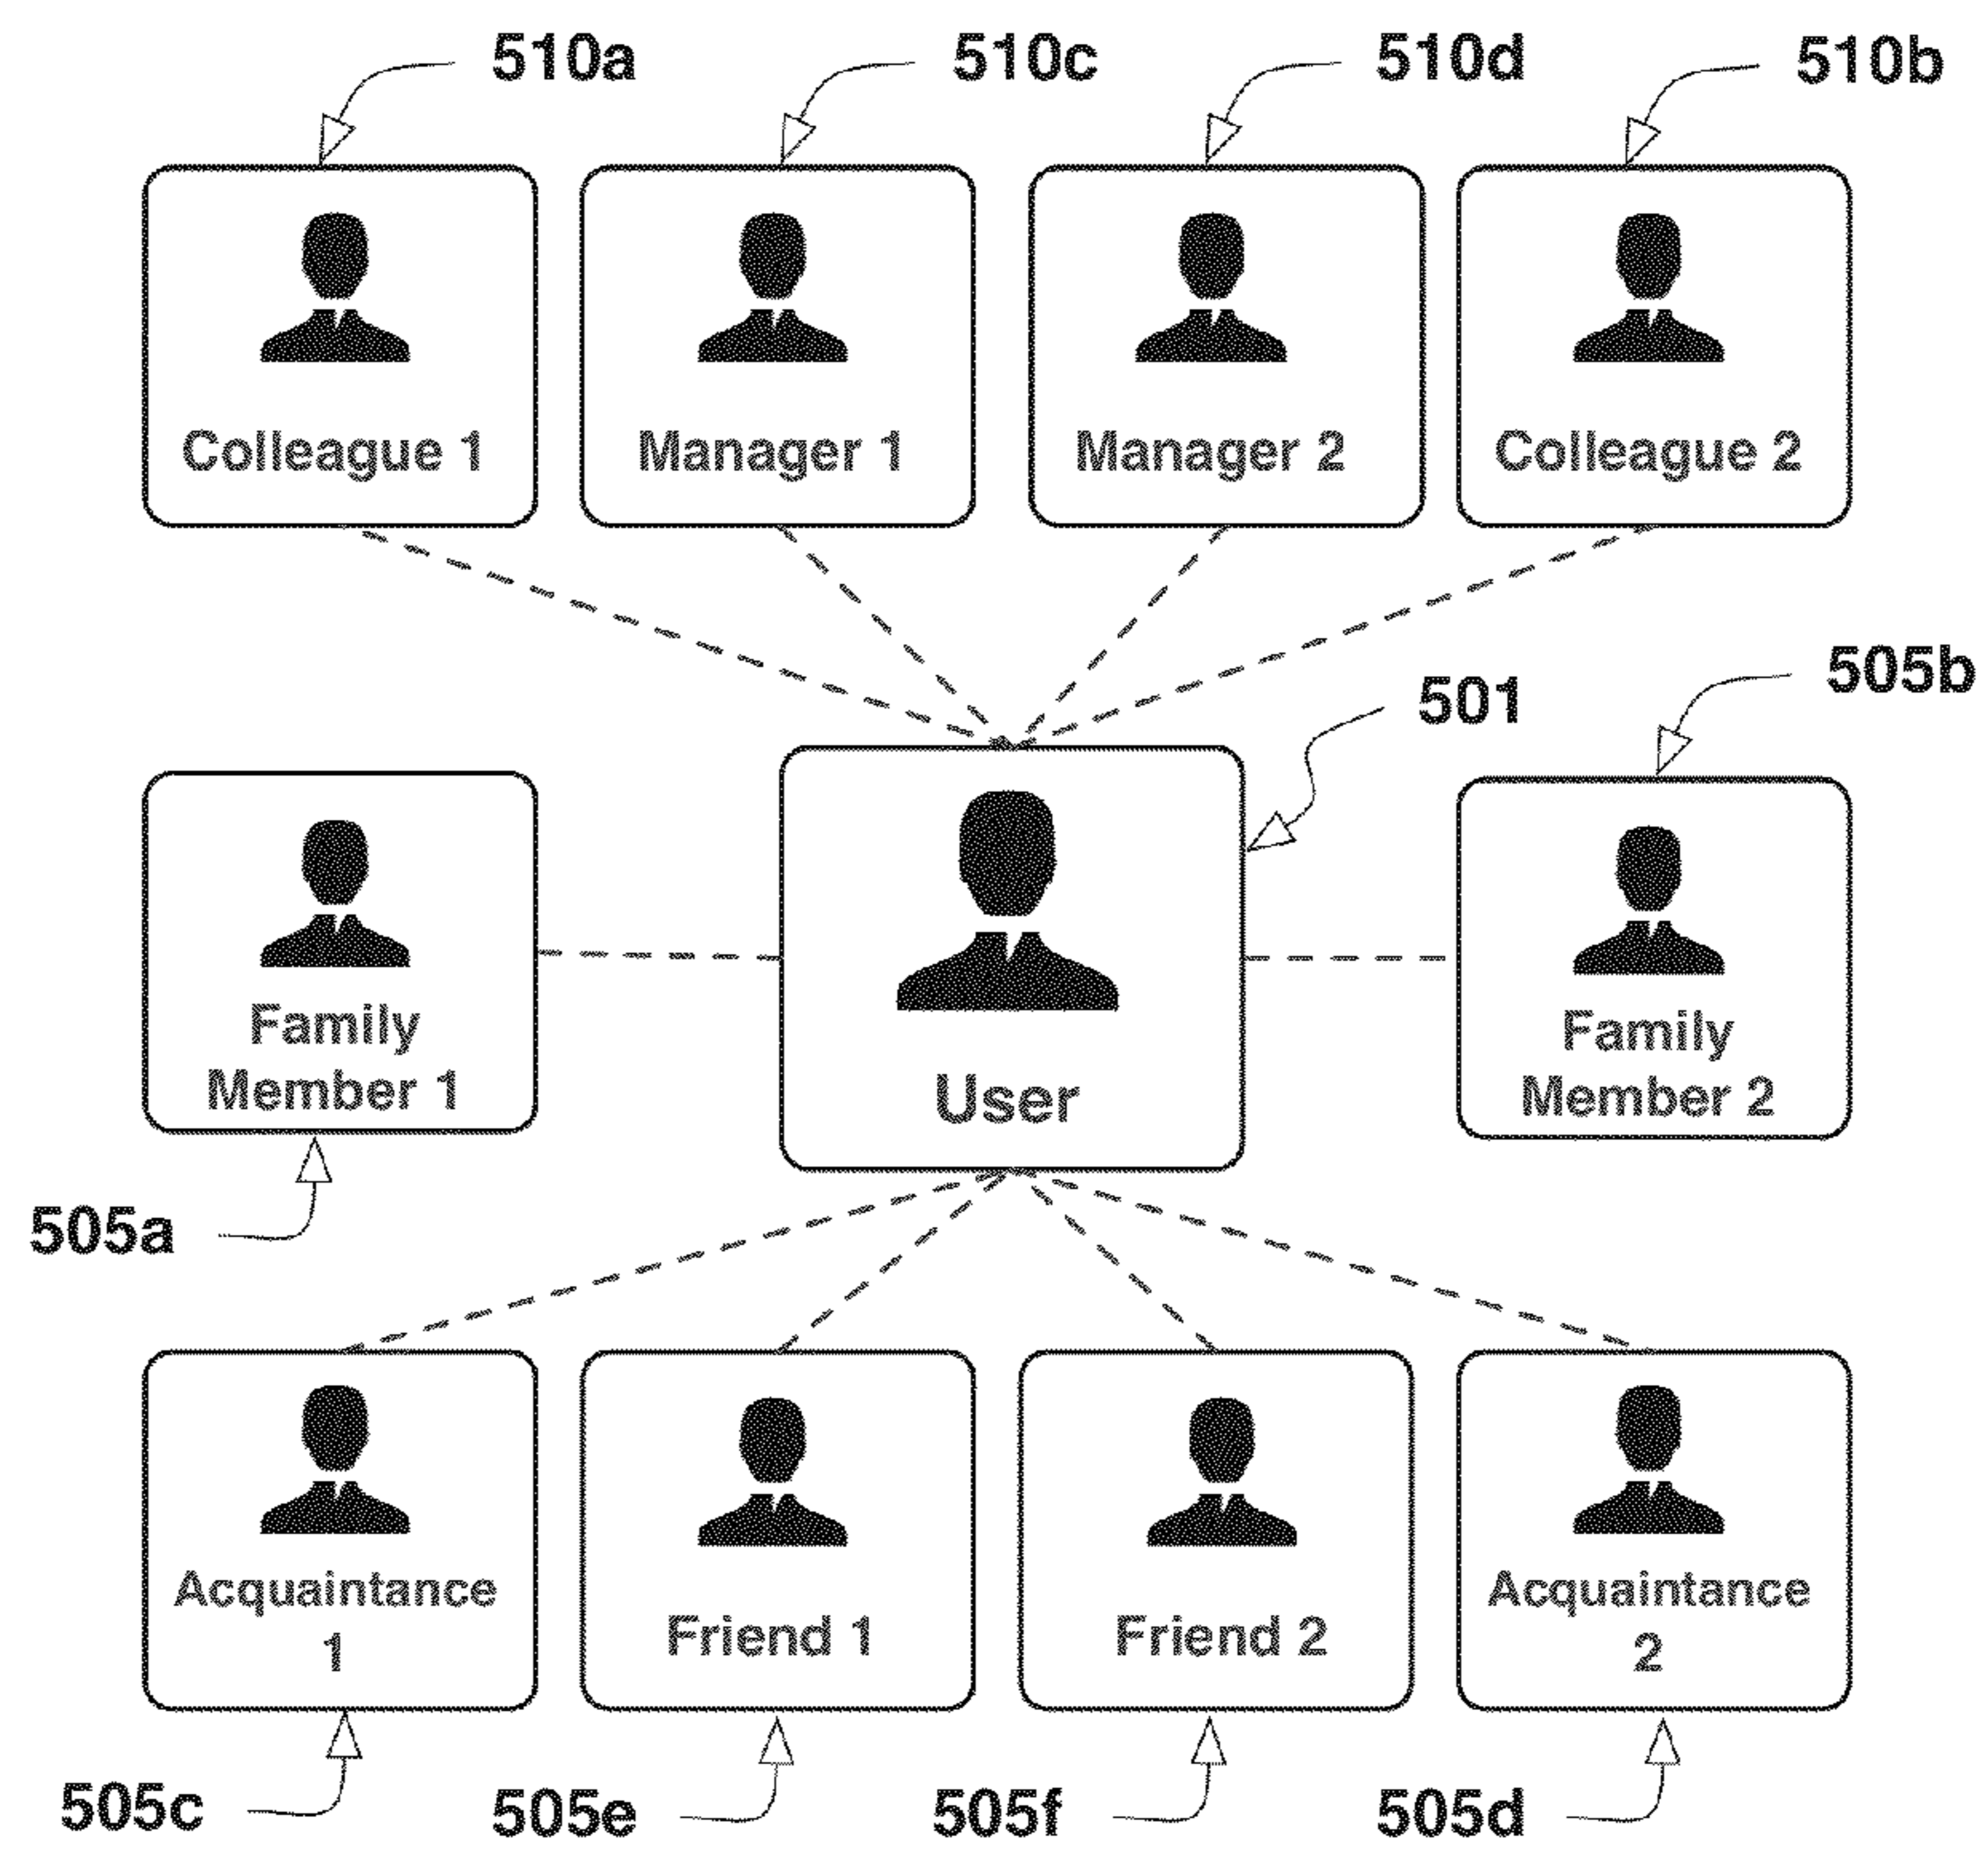 510a
510c
510d
510b
Colleague 1
Manager 1
Manager 2
Colleague 2
505b
501
Family
Member 1
User
Family
Member 2
505a
Acquaintance
1
Friend 1
Friend 2
Acquaintance
2
505c
505e
505f
505d